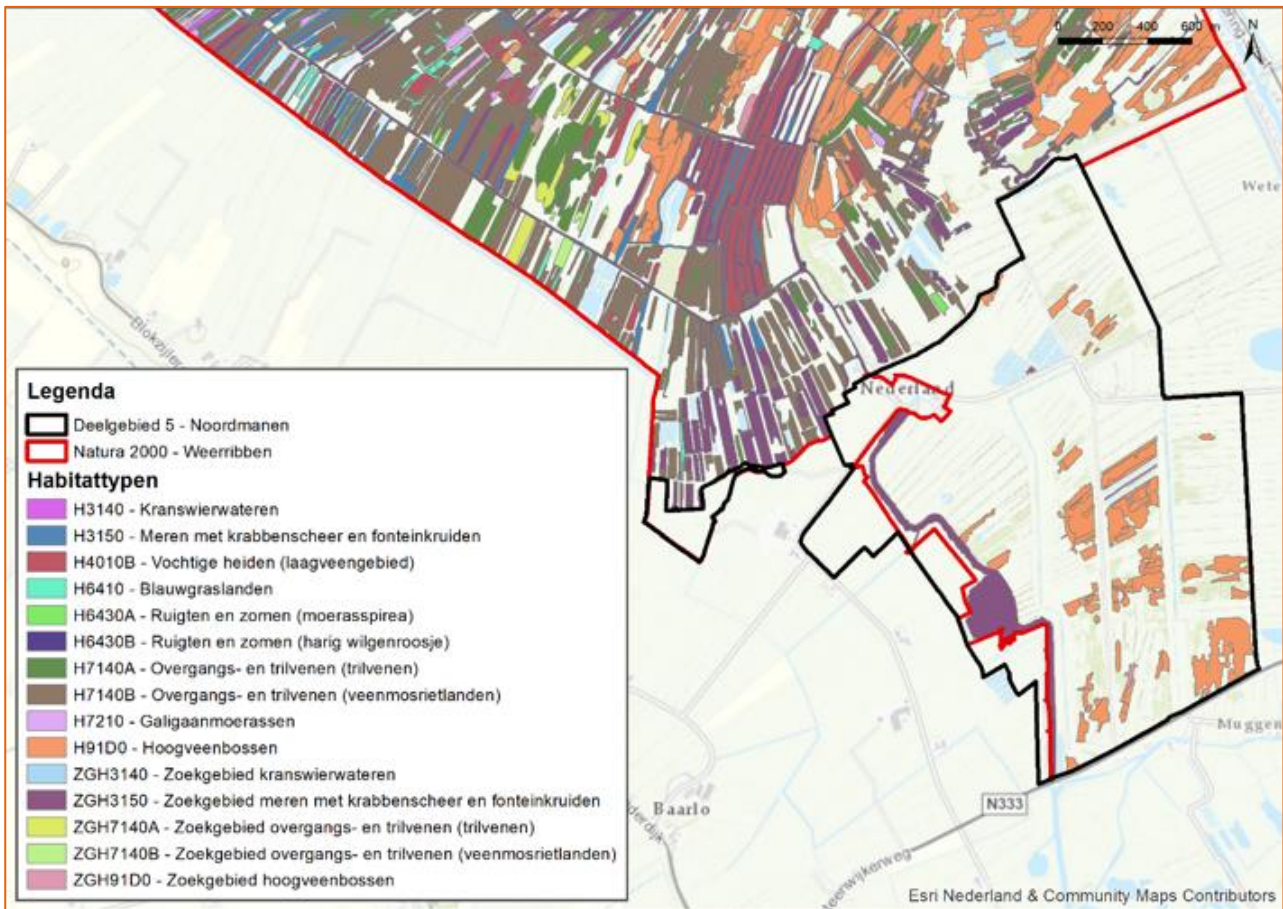 0 200 400 600 m
N
Wete
Blokzijl
Nederland
Legenda
Deelgebied 5 - Noordmanen
Natura 2000 - Weerribben
Habitattypen
H3140 - Kranswierwateren
H3150 - Meren met krabbenscheer en fonteinkruiden
H4010B - Vochtige heiden (laagveengebied)
H6410 - Blauwgraslanden
H6430A - Ruigten en zomen (moerasspirea)
H6430B - Ruigten en zomen (harig wilgenroosje)
H7140A - Overgangs- en trilvenen (trilvenen)
H7140B - Overgangs- en trilvenen (veenmosrietlanden)
H7210 - Galigaanmoerassen
H91D0 - Hoogveenbossen
ZGH3140 - Zoekgebied kranswierwateren
ZGH3150 - Zoekgebied meren met krabbenscheer en fonteinkruiden
ZGH7140A - Zoekgebied overgangs- en trilvenen (trilvenen)
ZGH7140B - Zoekgebied overgangs- en trilvenen (veenmosrietlanden)
ZGH91D0 - Zoekgebied hoogveenbossen
Muggen
N333
Baarlo
derdijk
eerwijkerweg
Esri Nederland & Community Maps Contributors